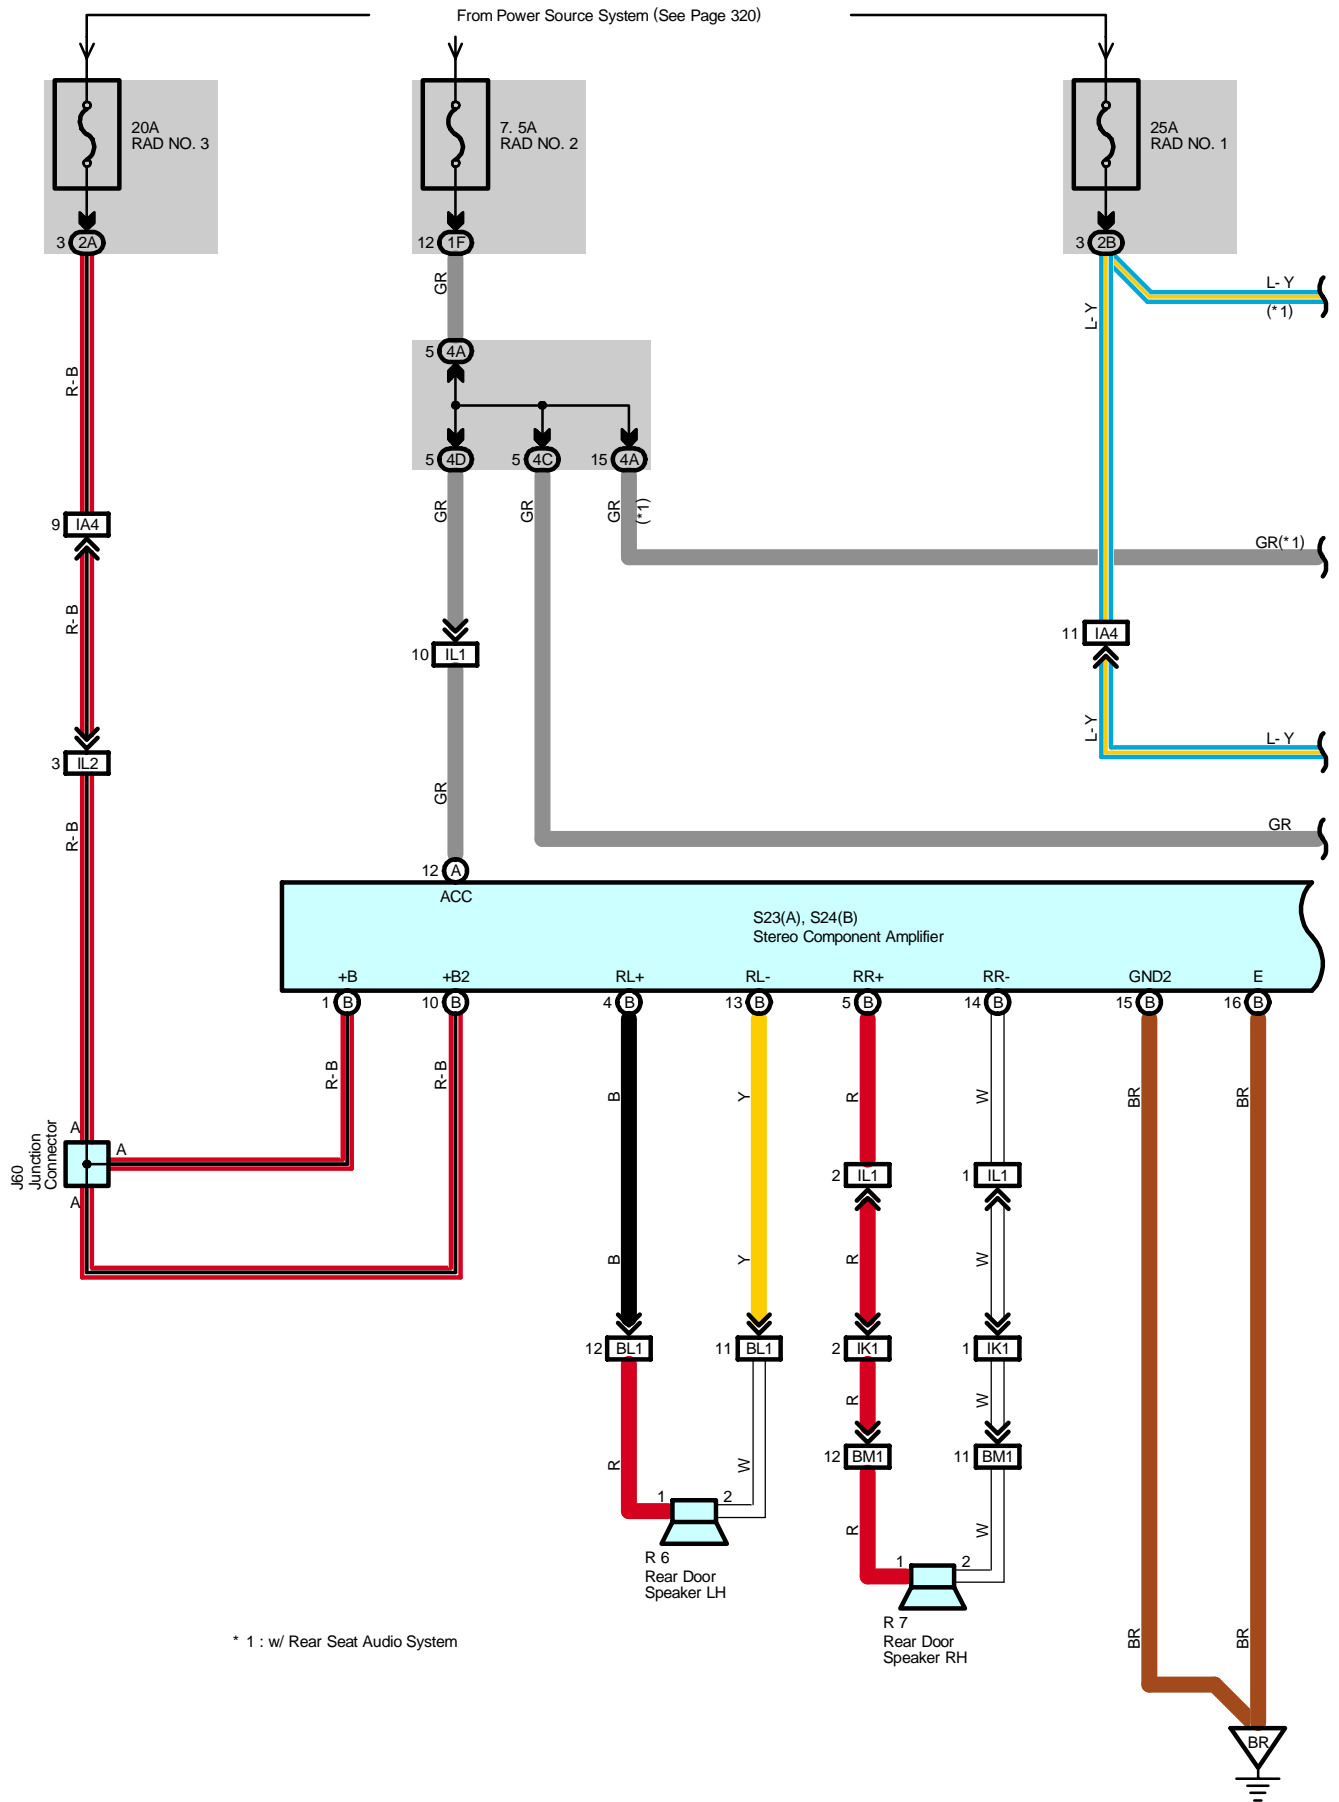 From Power Source System (See Page 320)
20A
RAD NO. 3
7. 5A
RAD NO. 2
25A
RAD NO. 1
3 2A
12 1F
3 2B
GR
L- Y
L- Y
(* 1)
5 4A
R- B
5 4D
5 4C
15 4A
GR
GR
GR
(* 1)
9 IA4
GR(* 1)
R- B
11 IA4
10 IL1
L- Y
L- Y
3 IL2
GR
R- B
GR
12 A
ACC
S23(A), S24(B)
Stereo Component Amplifier
+B
+B2
RL+
RL-
RR+
RR-
GND2
E
1 B
10 B
4 B
13 B
5 B
14 B
15 B
16 B
R- B
R- B
B
Y
R
W
BR
BR
A
A
A
J60
Junction
Connector
2 IL1
1 IL1
B
Y
R
W
12 BL1
11 BL1
2 IK1
1 IK1
R
W
R
W
12 BM1
11 BM1
1
2
R 6
Rear Door
Speaker LH
R
W
1
2
R 7
Rear Door
Speaker RH
* 1 : w/ Rear Seat Audio System
BR
BR
BR